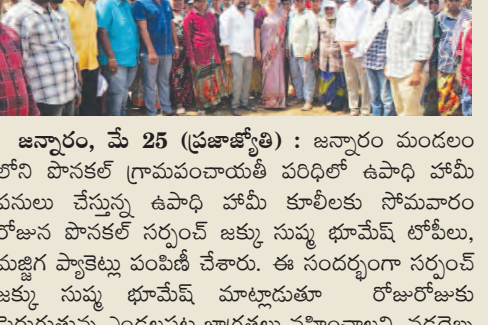 జన్నారం, మే 25 (ప్రజాజ్యోతి) : జన్నారం మండలం
లోని పొనకల్ గ్రామపంచాయతీ పరిధిలో ఉపాధి హామీ
పనులు చేస్తున్న ఉపాధి హామీ కూలీలకు సోమవారం
రోజున పొనకల్ సర్పంచ్ జక్కు సుష్మ భూమేష్ టోపీలు,
మజ్జిగ ప్యాకెట్లు పంపిణీ చేశారు. ఈ సందర్భంగా సర్పంచ్
జక్కు సుష్మ భూమేష్ మాట్లాడుతూ రోజురోజుకు